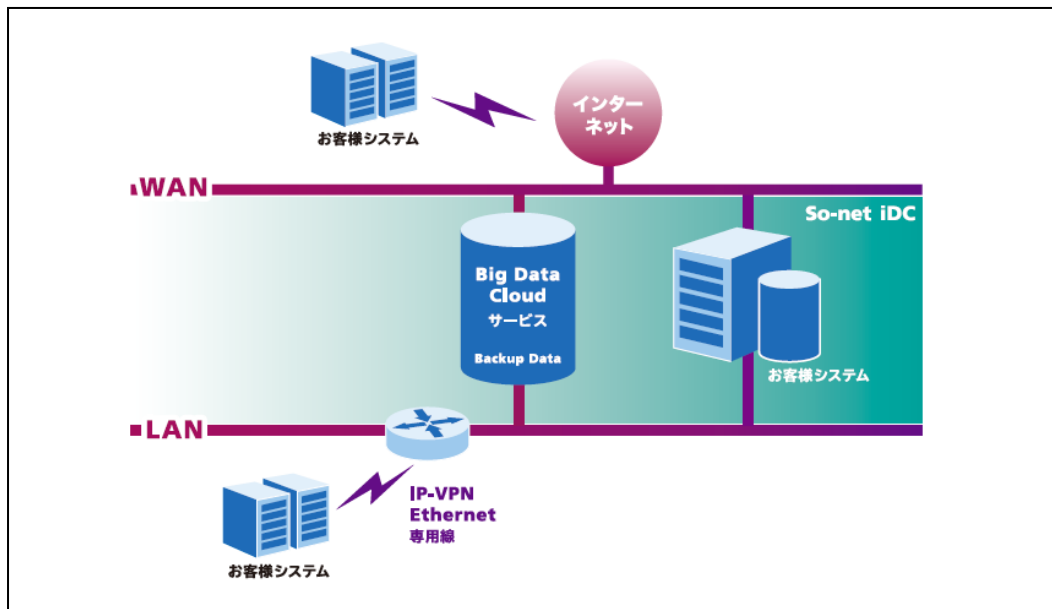 インター
ネット
お客様システム
WAN
So-net iDC
Big Data
Cloud
サービス
Backup Data
お客様システム
LAN
IP-VPN
Ethernet
専用線
お客様システム